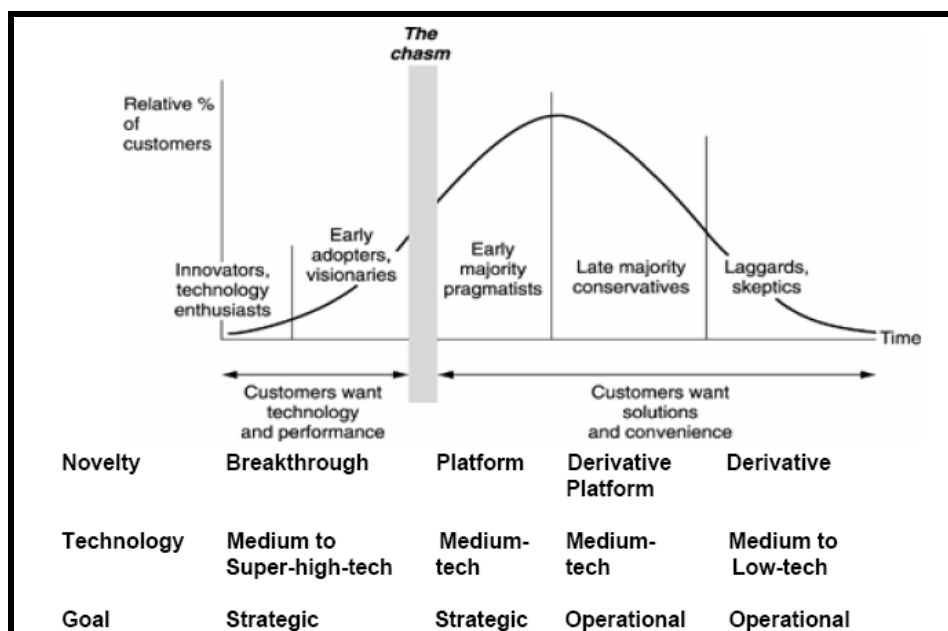 The
chasm
Relative %
of
customers
Innovators,
technology
enthusiasts
Early
adopters,
visionaries
Early
majority
pragmatists
Late majority
conservatives
Laggards,
skeptics
Time
Customers want
technology
and performance
Customers want
solutions
and convenience
Novelty Breakthrough Platform Derivative Derivative
Platform
Technology Medium to Medium- Medium- Medium to
Super-high-tech tech tech Low-tech
Goal Strategic Strategic Operational Operational